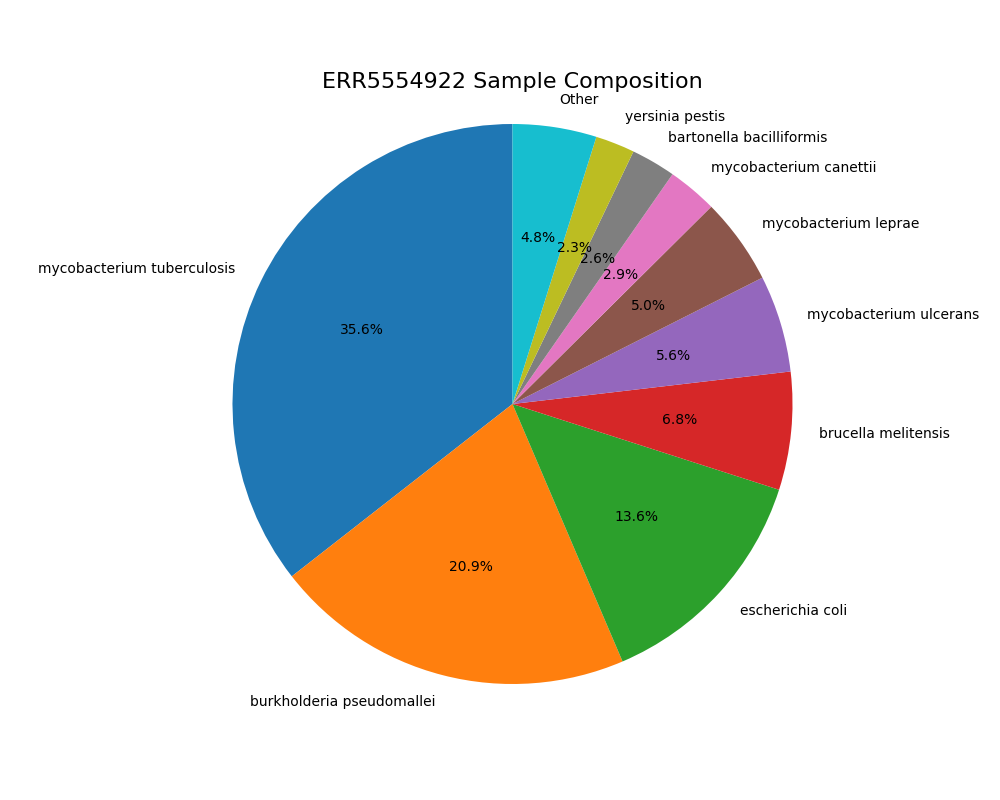 ERR5554922 Sample Composition
Other
yersinia pestis
bartonella bacilliformis
mycobacterium canettii
mycobacterium leprae
mycobacterium tuberculosis
mycobacterium ulcerans
brucella melitensis
escherichia coli
burkholderia pseudomallei
4.8%
2.3%
2.6%
2.9%
5.0%
35.6%
5.6%
6.8%
13.6%
20.9%